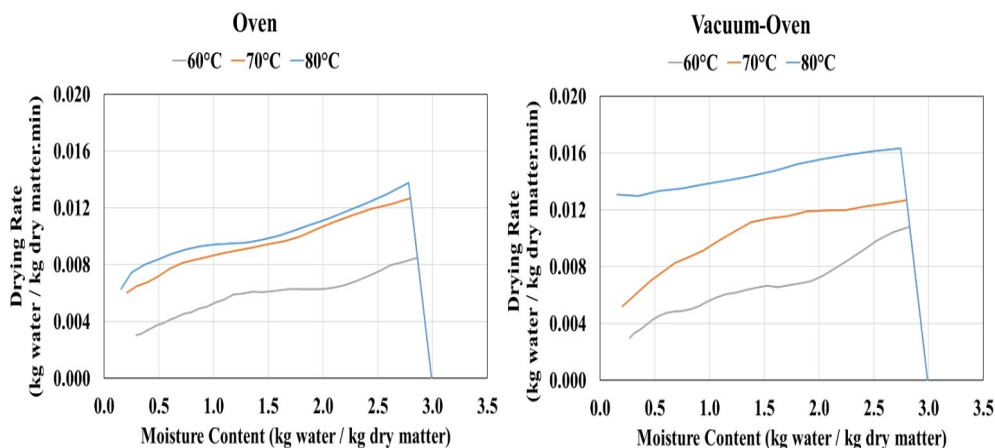 Oven
60°C 70°C 80°C
Drying Rate
(kg water / kg dry matter.min)
0.020
0.016
0.012
0.008
0.004
0.000
0.0 0.5 1.0 1.5 2.0 2.5 3.0 3.5
Moisture Content (kg water / kg dry matter)
Vacuum-Oven
60°C 70°C 80°C
Drying Rate
(kg water / kg dry matter.min)
0.020
0.016
0.012
0.008
0.004
0.000
0.0 0.5 1.0 1.5 2.0 2.5 3.0 3.5
Moisture Content (kg water / kg dry matter)